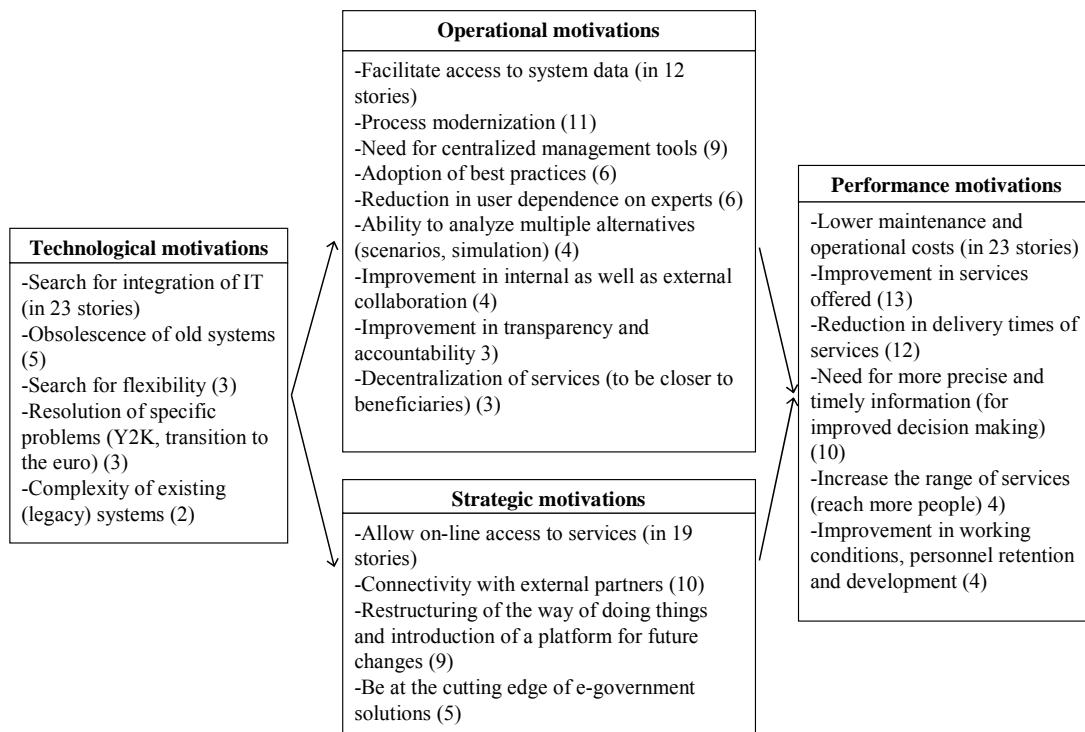 Technological motivations
-Search for integration of IT
(in 23 stories)
-Obsolescence of old systems
(5)
-Search for flexibility (3)
-Resolution of specific
problems (Y2K, transition to
the euro) (3)
-Complexity of existing
(legacy) systems (2)
Operational motivations
-Facilitate access to system data (in 12
stories)
-Process modernization (11)
-Need for centralized management tools (9)
-Adoption of best practices (6)
-Reduction in user dependence on experts (6)
-Ability to analyze multiple alternatives
(scenarios, simulation) (4)
-Improvement in internal as well as external
collaboration (4)
-Improvement in transparency and
accountability 3)
-Decentralization of services (to be closer to
beneficiaries) (3)
Strategic motivations
-Allow on-line access to services (in 19
stories)
-Connectivity with external partners (10)
-Restructuring of the way of doing things
and introduction of a platform for future
changes (9)
-Be at the cutting edge of e-government
solutions (5)
Performance motivations
-Lower maintenance and
operational costs (in 23 stories)
-Improvement in services
offered (13)
-Reduction in delivery times of
services (12)
-Need for more precise and
timely information (for
improved decision making)
(10)
-Increase the range of services
(reach more people) 4)
-Improvement in working
conditions, personnel retention
and development (4)